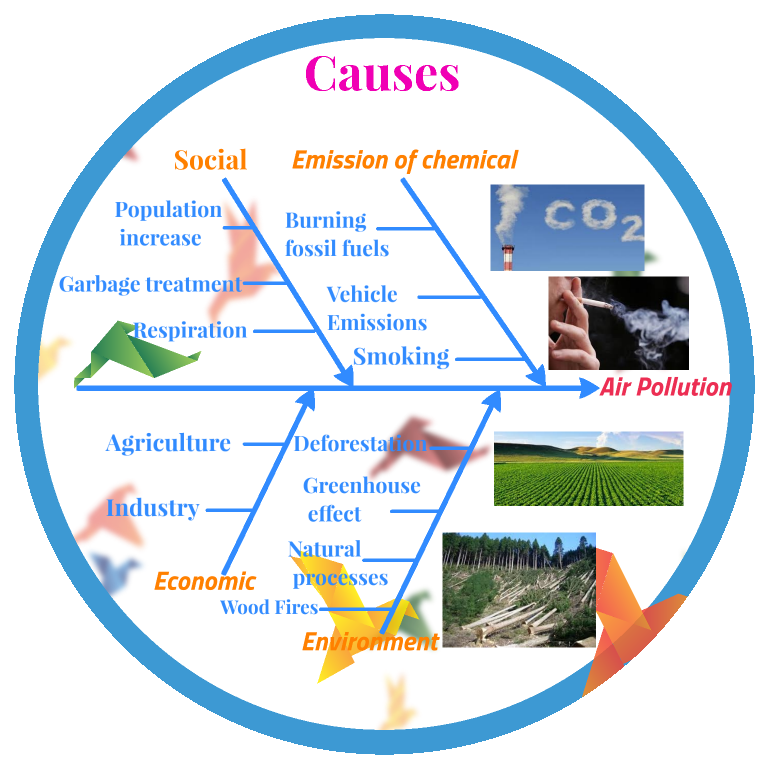 Causes
Social
Emission of chemical
Population
increase
Garbage treatment
Respiration
Burning
fossil fuels
Vehicle
Emissions
Smoking
CO2
Air Pollution
Agriculture
Industry
Economic
Deforestation
Greenhouse
effect
Natural
processes
Wood Fires
Environment